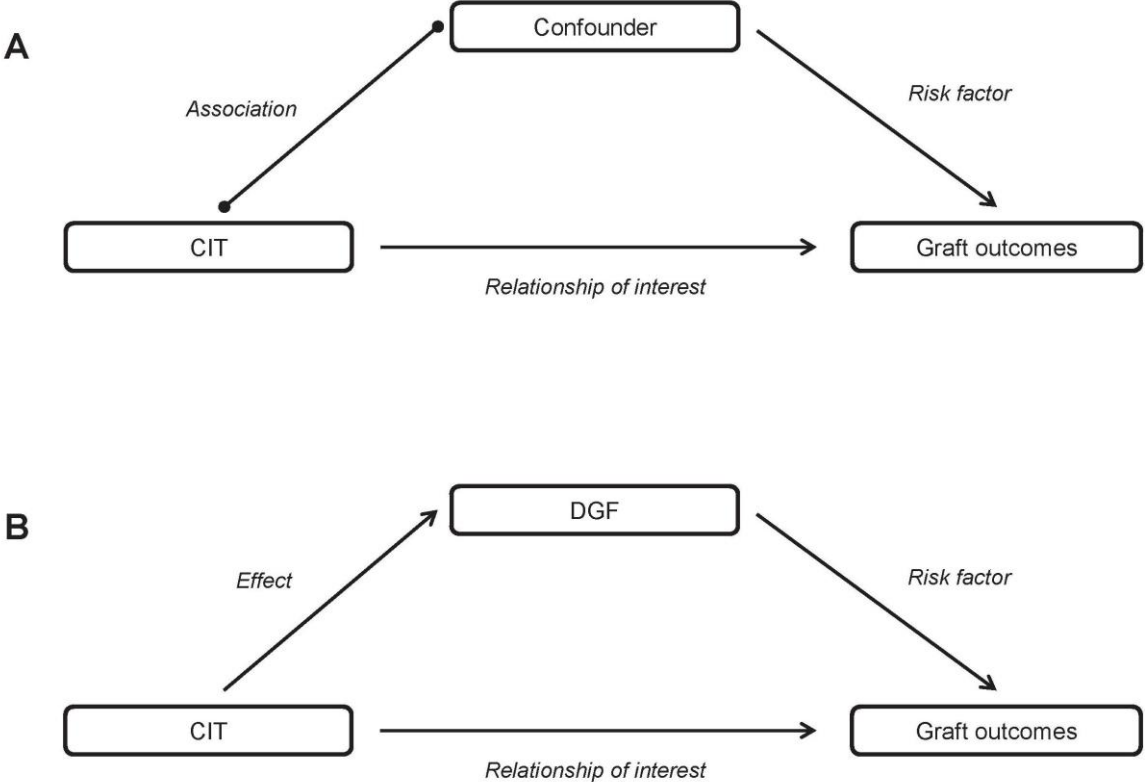 A
Confounder
Association
Risk factor
CIT
Graft outcomes
Relationship of interest
B
DGF
Effect
Risk factor
CIT
Graft outcomes
Relationship of interest